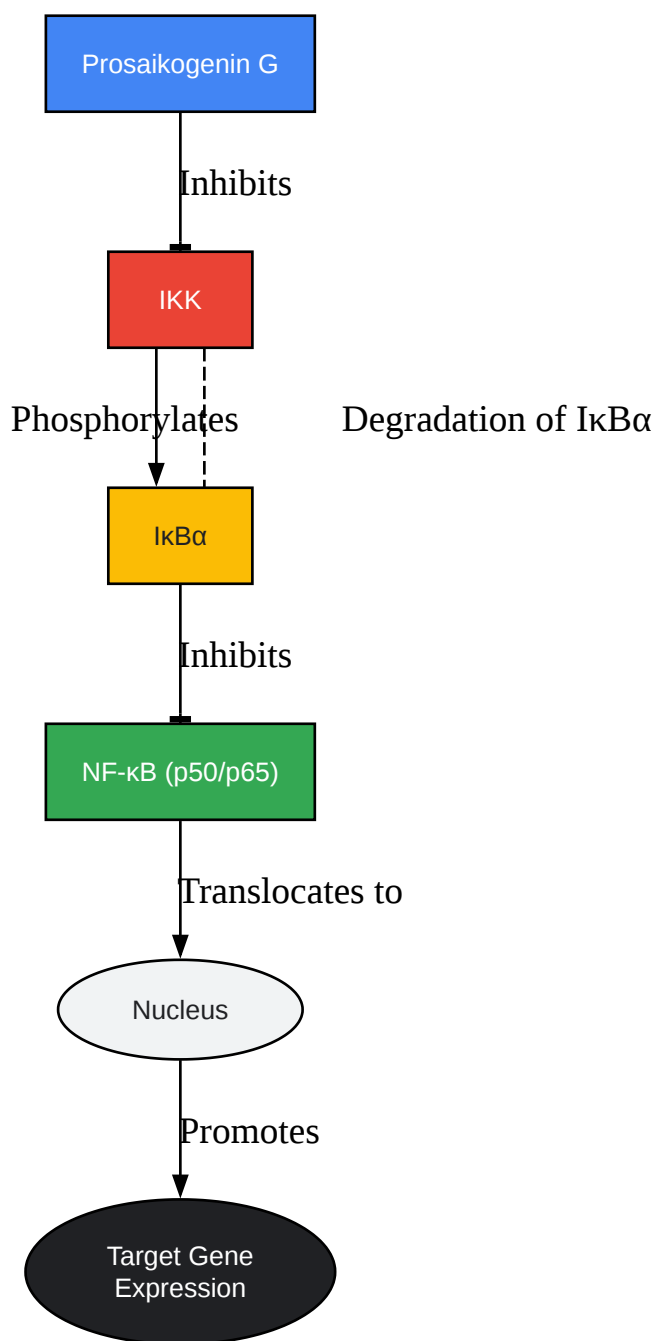 Prosaikogenin G
Inhibits
IKK
Phosphorylates
Degradation of IκBα
IκBα
Inhibits
NF-κB (p50/p65)
Translocates to
Nucleus
Promotes
Target Gene
Expression